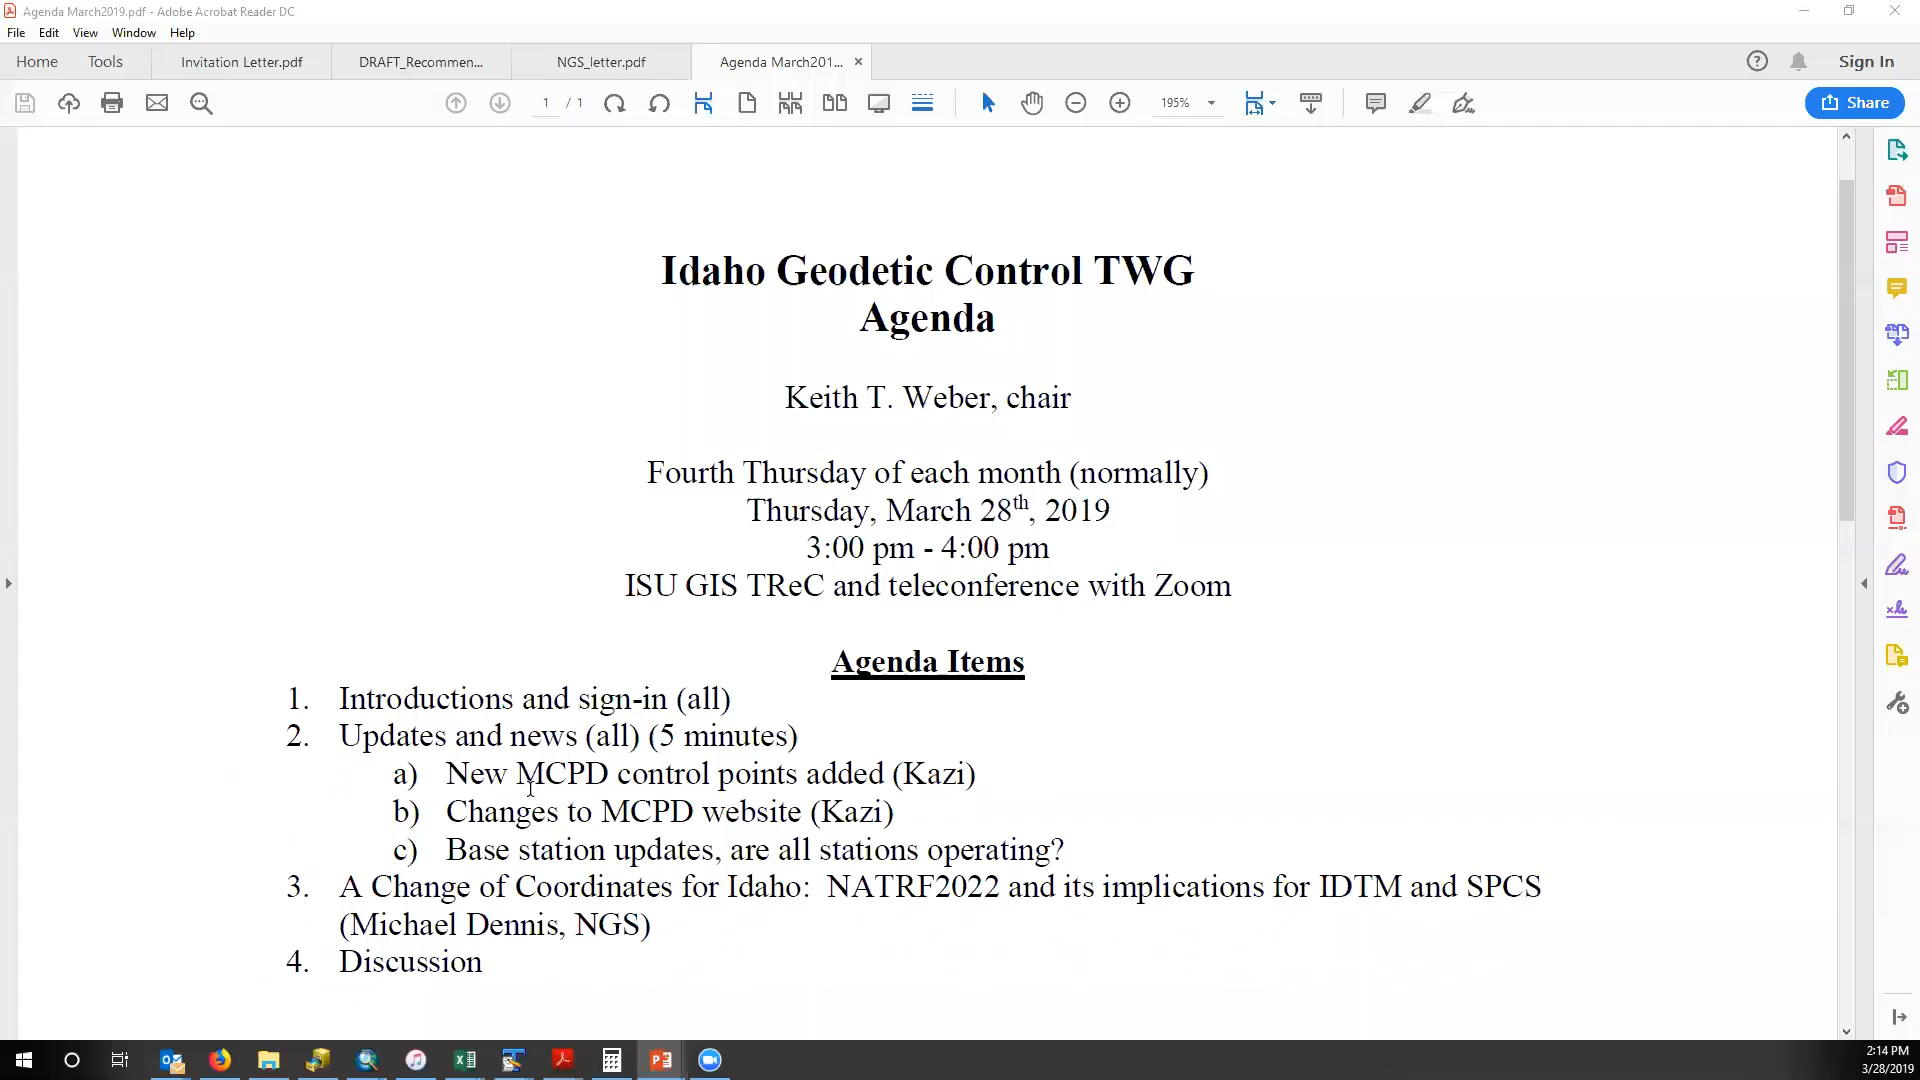 Agenda March2019.pdf - Adobe Acrobat Reader DC
File Edit View Window Help
Home Tools Invitation Letter.pdf DRAFT_Recommen... NGS_letter.pdf Agenda March201... × Sign In
1 / 1 195% Share
Idaho Geodetic Control TWG
Agenda
Keith T. Weber, chair
Fourth Thursday of each month (normally)
Thursday, March 28th, 2019
3:00 pm - 4:00 pm
ISU GIS TReC and teleconference with Zoom
Agenda Items
1. Introductions and sign-in (all)
2. Updates and news (all) (5 minutes)
a) New MCPD control points added (Kazi)
b) Changes to MCPD website (Kazi)
c) Base station updates, are all stations operating?
3. A Change of Coordinates for Idaho: NATRF2022 and its implications for IDTM and SPCS
(Michael Dennis, NGS)
4. Discussion
2:14 PM
3/28/2019